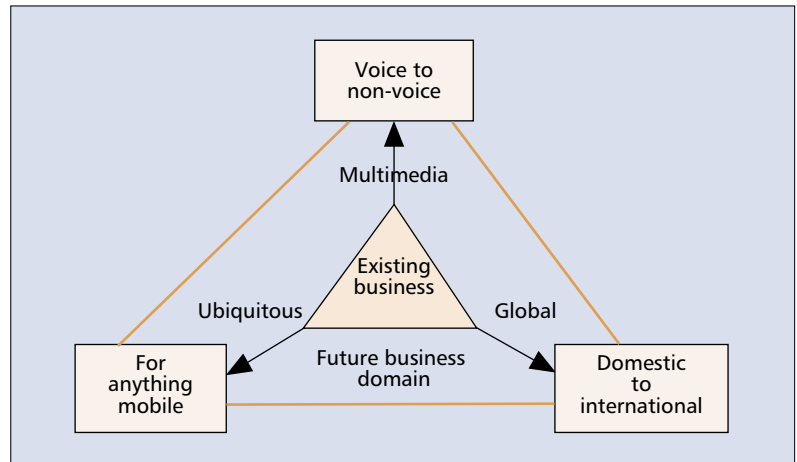 Voice to
non-voice
Multimedia
Existing
business
Ubiquitous
Global
For
anything
mobile
Future business
domain
Domestic
to
international